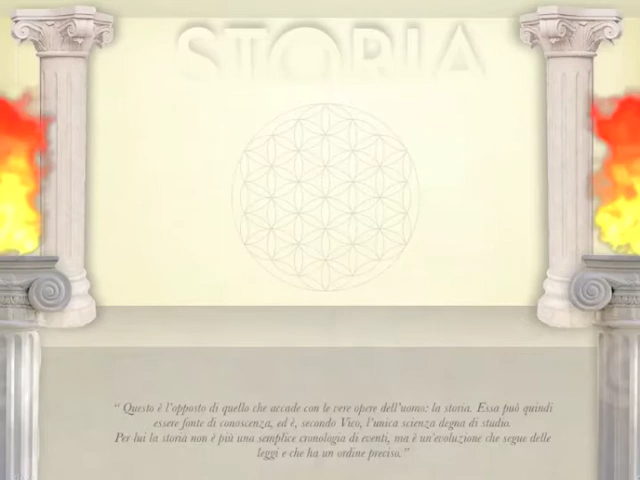 STORIA
“ Questo è l’opposto di quello che accade con le vere opere dell’uomo: la storia. Essa può quindi
essere fonte di conoscenza, ed è, secondo Vico, l’unica scienza degna di studio.
Per lui la storia non è più una semplice cronologia di eventi, ma è un’evoluzione che segue delle
leggi e che ha un ordine preciso.”